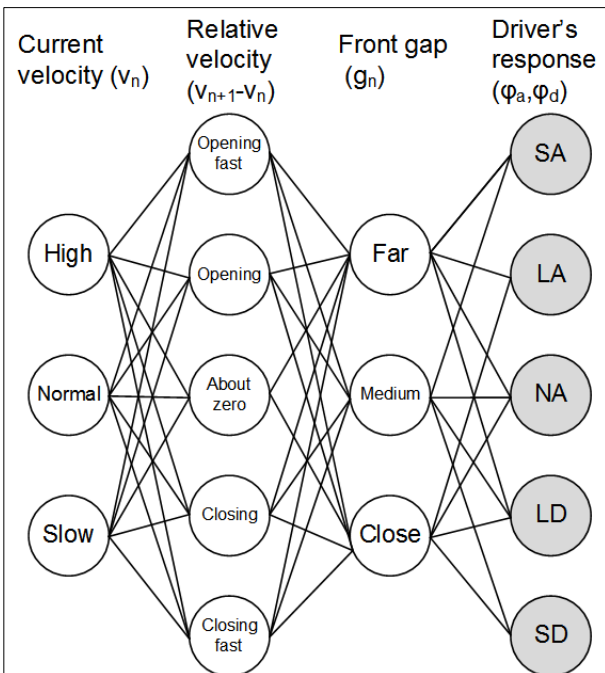 Current
velocity (vn)
Relative
velocity
(vn+1-vn)
Front gap
(gn)
Driver's
response
(φa,φd)
High
Normal
Slow
Opening
fast
Opening
About
zero
Closing
Closing
fast
Far
Medium
Close
SA
LA
NA
LD
SD